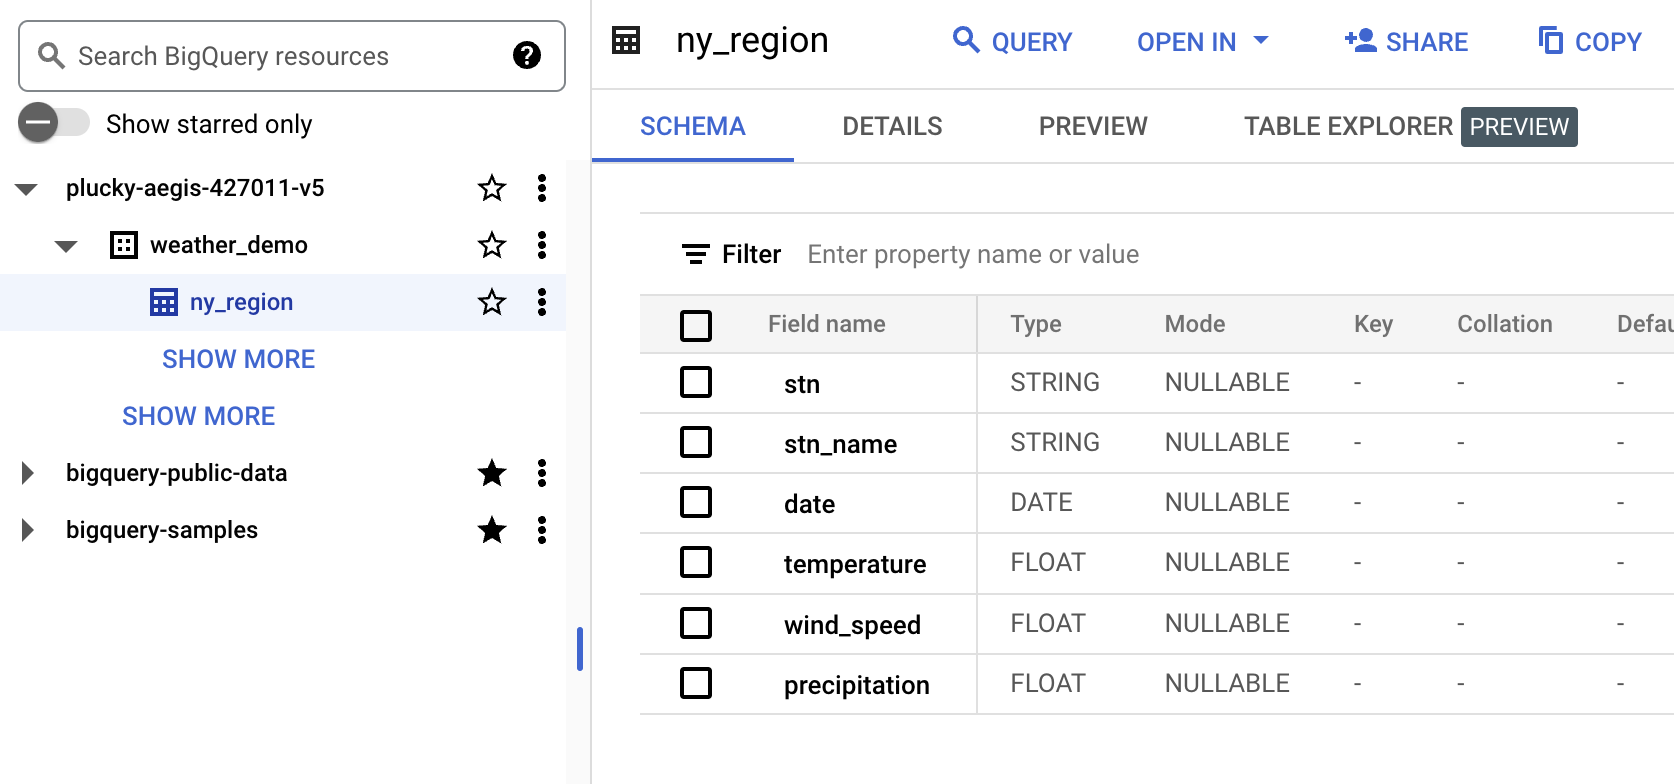 Search BigQuery resources
Show starred only
plucky-aegis-427011-v5
weather_demo
ny_region
SHOW MORE
SHOW MORE
bigquery-public-data
bigquery-samples
ny_region QUERY OPEN IN SHARE COPY
SCHEMA DETAILS PREVIEW TABLE EXPLORER PREVIEW
Filter Enter property name or value
Field name Type Mode Key Collation Defau
stn STRING NULLABLE - - -
stn_name STRING NULLABLE - - -
date DATE NULLABLE - - -
temperature FLOAT NULLABLE - - -
wind_speed FLOAT NULLABLE - - -
precipitation FLOAT NULLABLE - - -